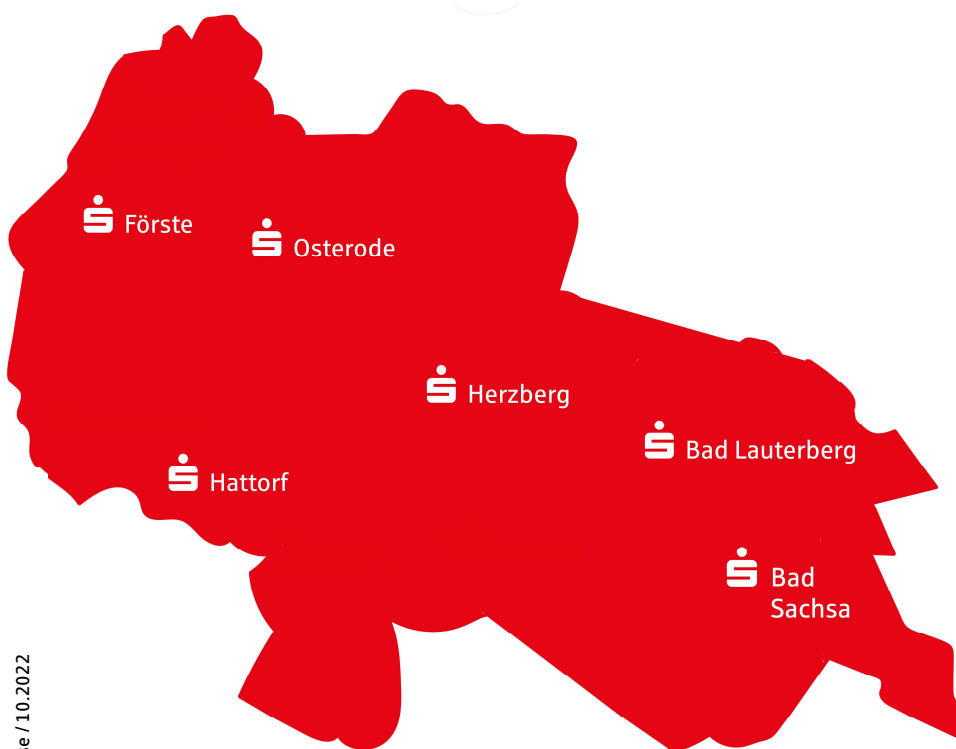 Förste
Osterode
Herzberg
Bad Lauterberg
Hattorf
Bad
Sachsa
/ 10.2022